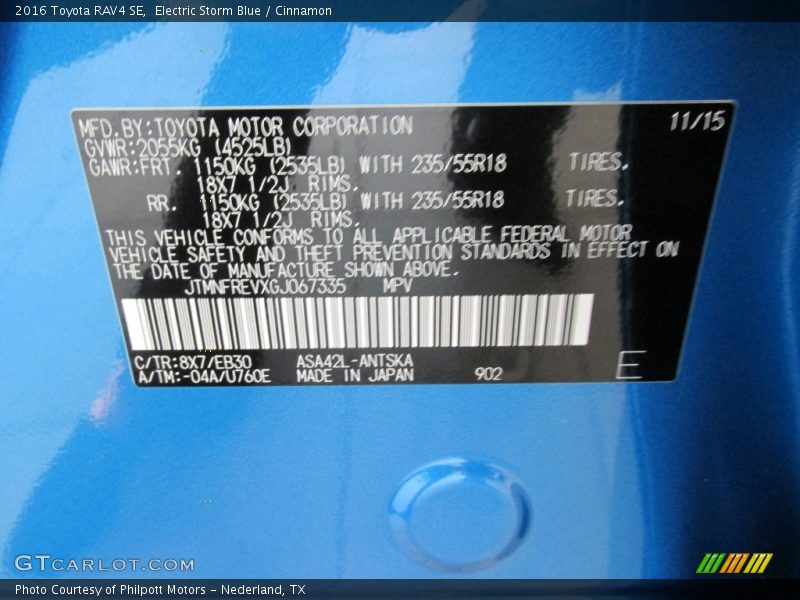 2016 Toyota RAV4 SE,  Electric Storm Blue / Cinnamon
MFD.BY:TOYOTA MOTOR CORPORATION 11/15
GVWR:2055KG (4525LB)
GAWR:FRT. 1150KG (2535LB) WITH 235/55R18 TIRES.
18X7 1/2J RIMS.
RR. 1150KG (2535LB) WITH 235/55R18 TIRES.
18X7 1/2J RIMS.
THIS VEHICLE CONFORMS TO ALL APPLICABLE FEDERAL MOTOR
VEHICLE SAFETY AND THEFT PREVENTION STANDARDS IN EFFECT ON
THE DATE OF MANUFACTURE SHOWN ABOVE.
JTMNFREVXGJ067335 MPV
C/TR:8X7/EB30 ASA42L-ANTSKA
A/TM:-04A/U760E MADE IN JAPAN 902 E
GTCARLOT.COM
Photo Courtesy of Philpott Motors - Nederland, TX